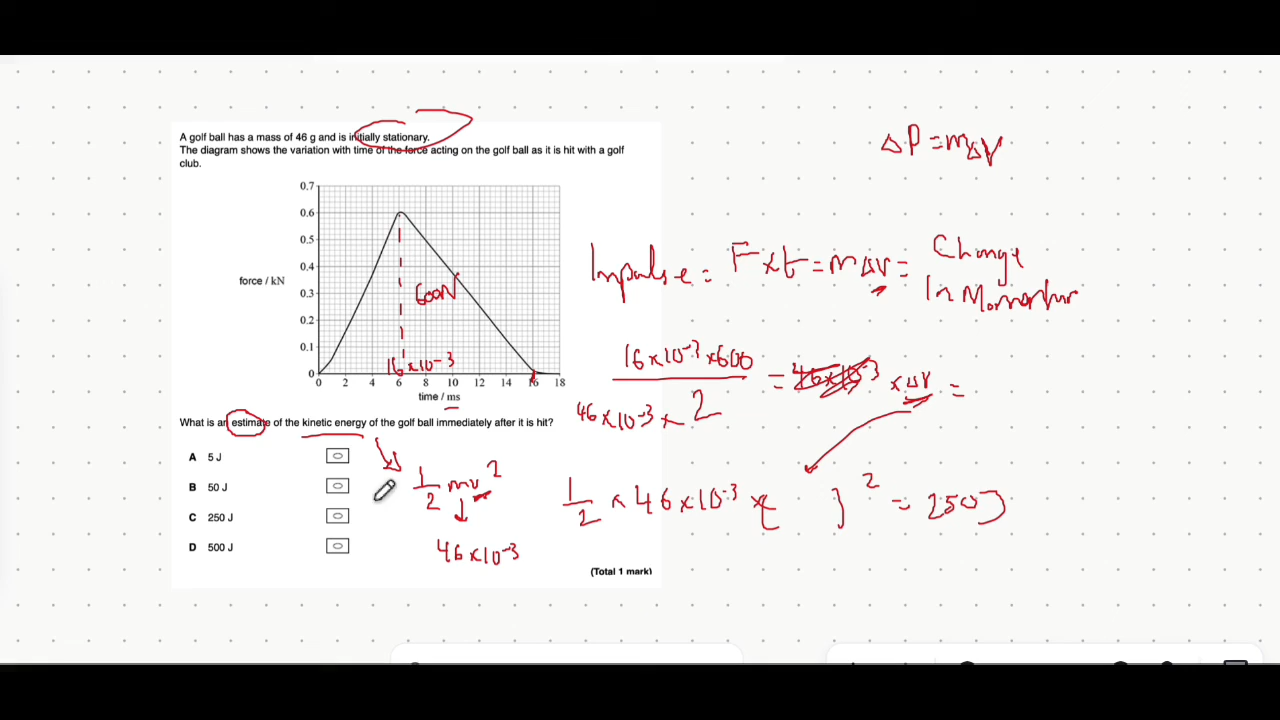 A golf ball has a mass of 46 g and is initially stationary.
The diagram shows the variation with time of the force acting on the golf ball as it is hit with a golf
club.
0.7
0.6
0.5
0.4
0.3
0.2
0.1
0
force / kN
600N
16x10⁻³
0 2 4 6 8 10 12 14 16 18
time / ms
What is an estimate of the kinetic energy of the golf ball immediately after it is hit?
A 5 J
B 50 J
C 250 J
D 500 J
(Total 1 mark)
1/2 mv²
46x10⁻³
ΔP = mΔV
Impulse = Fxt = mΔV = Change
In Momentum
16x10⁻³x600
46x10⁻³ x 2
= 46x10⁻³ x ΔV =
1/2 x 46x10⁻³ x ( )² = 250J